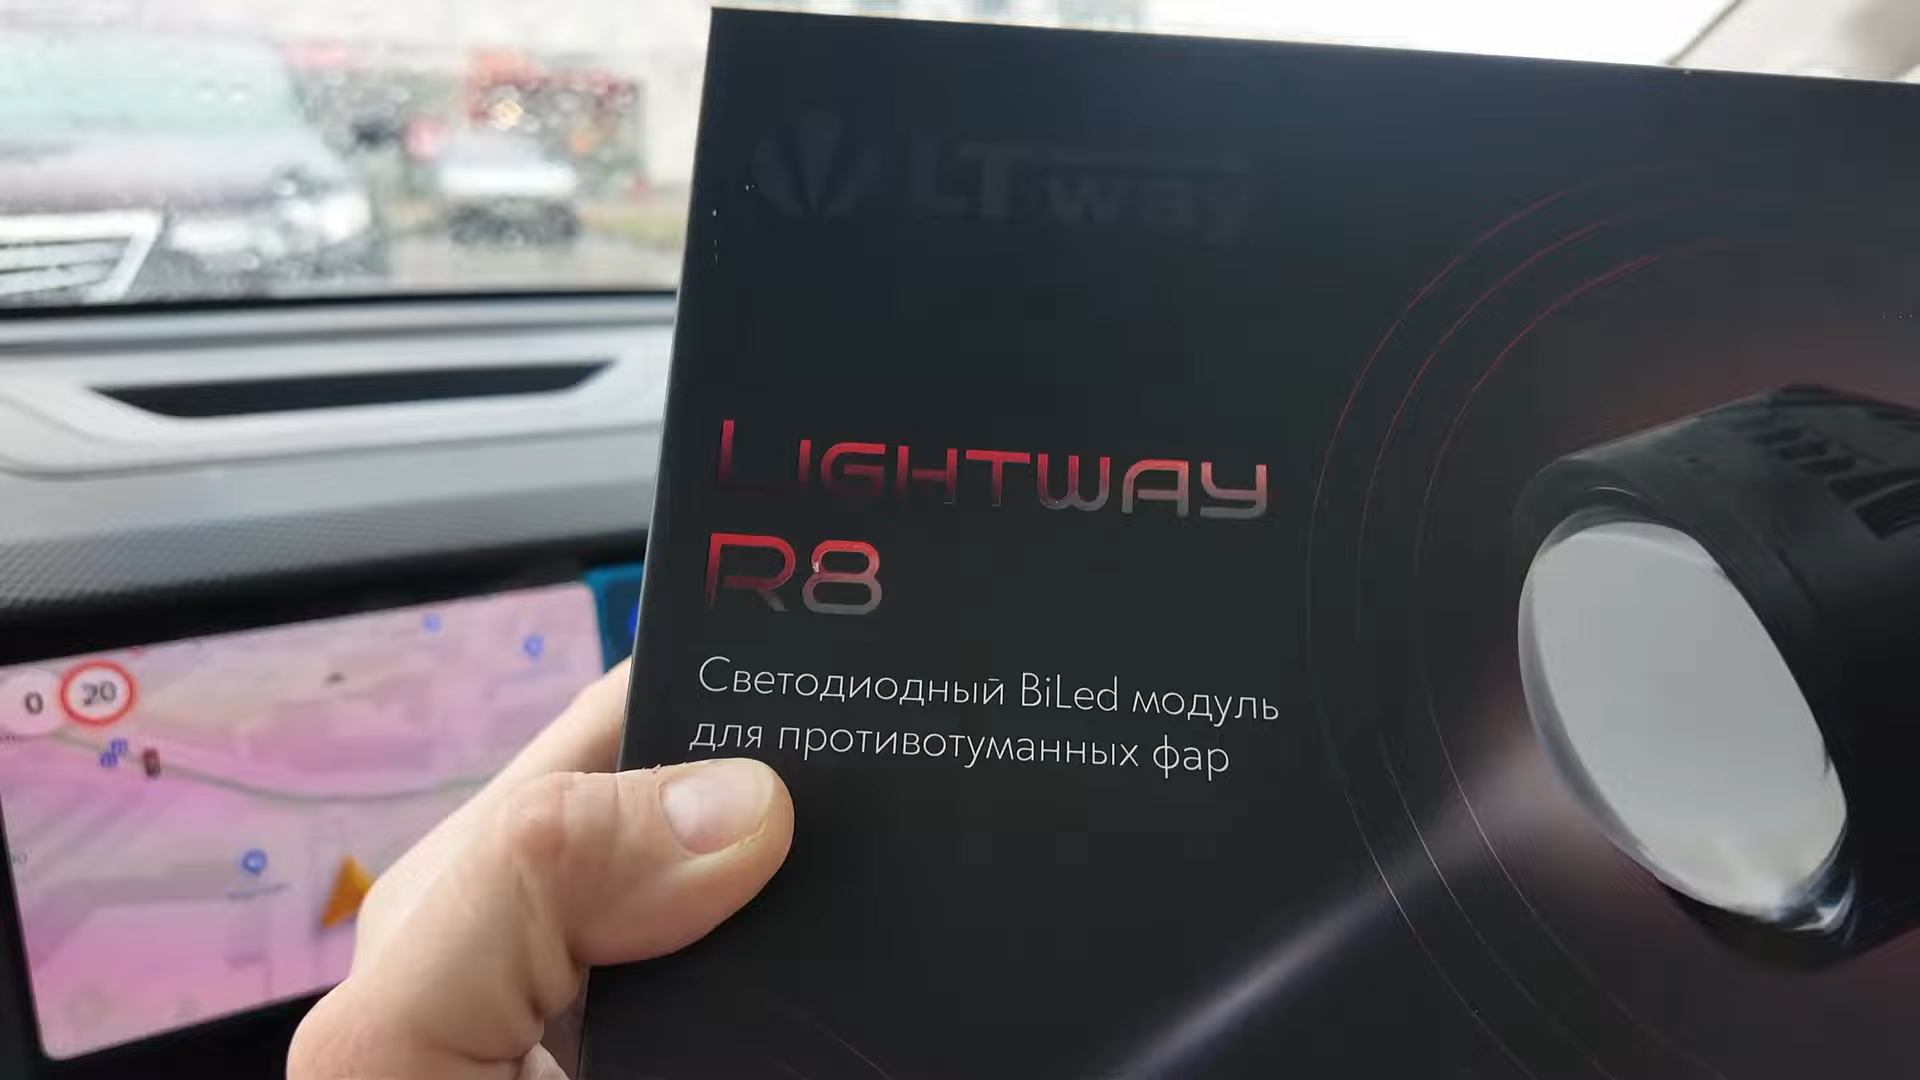 LTway
LIGHTWAY
R8
Светодиодный BiLed модуль
для противотуманных фар
0 20